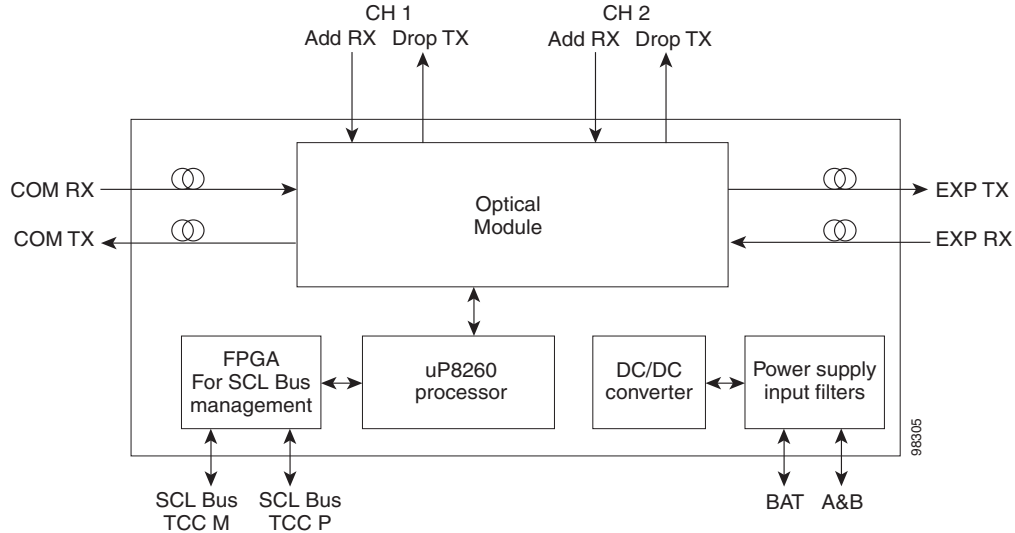 CH 1
CH 2
Add RX Drop TX
Add RX Drop TX
COM RX
COM TX
Optical
Module
EXP TX
EXP RX
FPGA
For SCL Bus
management
uP8260
processor
DC/DC
converter
Power supply
input filters
98305
SCL Bus
TCC M
SCL Bus
TCC P
BAT
A&B